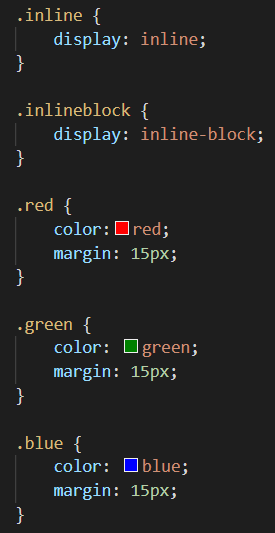 .inline {
    display: inline;
}

.inlineblock {
    display: inline-block;
}

.red {
    color:red;
    margin: 15px;
}

.green {
    color: green;
    margin: 15px;
}

.blue {
    color: blue;
    margin: 15px;
}